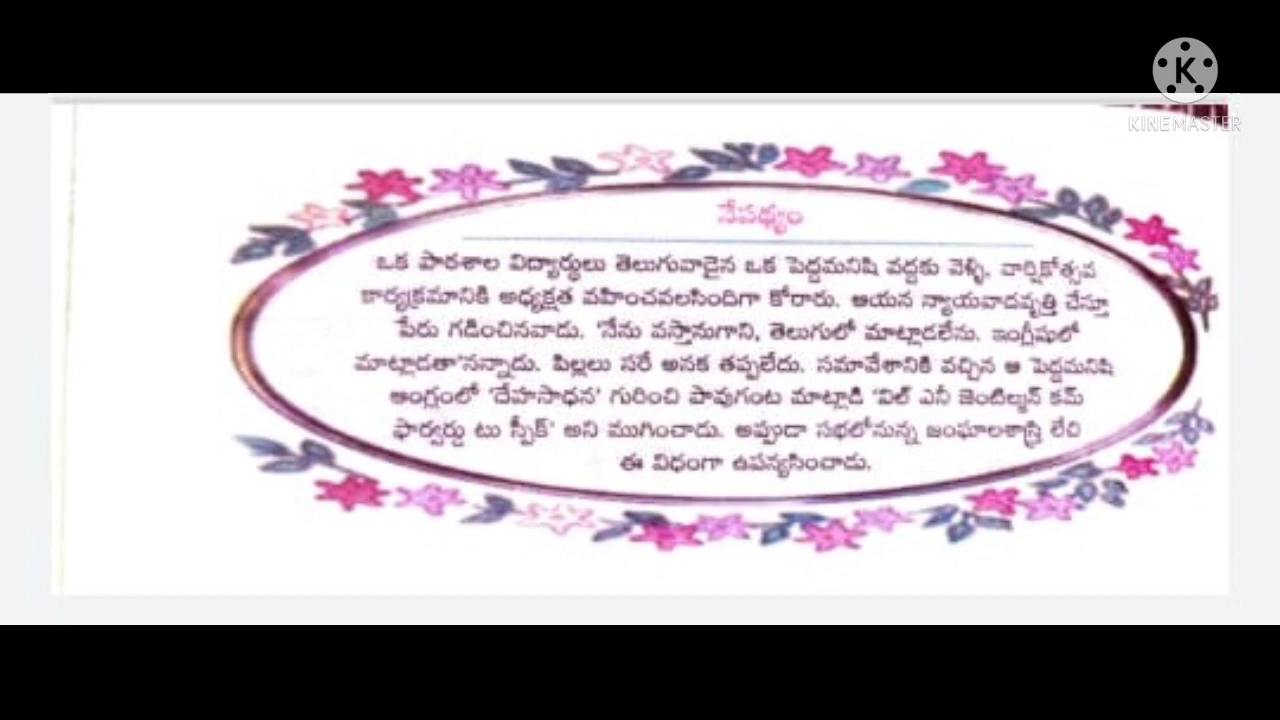 K
KINEMASTER
నేపథ్యం
ఒక పాఠశాల విద్యార్థులు తెలుగువాడైన ఒక పెద్దమనిషి వద్దకు వెళ్ళి, వార్షికోత్సవ
కార్యక్రమానికి అధ్యక్షత వహించవలసిందిగా కోరారు. ఆయన న్యాయవాదవృత్తి చేస్తూ
పేరు గడించినవాడు. 'నేను వస్తానుగాని, తెలుగులో మాట్లాడలేను. ఇంగ్లీషులో
మాట్లాడతా'నన్నాడు. పిల్లలు సరే అనక తప్పలేదు. సమావేశానికి వచ్చిన ఆ పెద్దమనిషి
ఆంగ్లంలో 'దేహసాధన' గురించి పావుగంట మాట్లాడి 'విల్ ఎనీ జెంటిల్మన్ కమ్
ఫార్వర్డు టు స్పీక్' అని ముగించాడు. అప్పుడా సభలోనున్న జంఘాలశాస్త్రి లేచి
ఈ విధంగా ఉపన్యసించాడు.